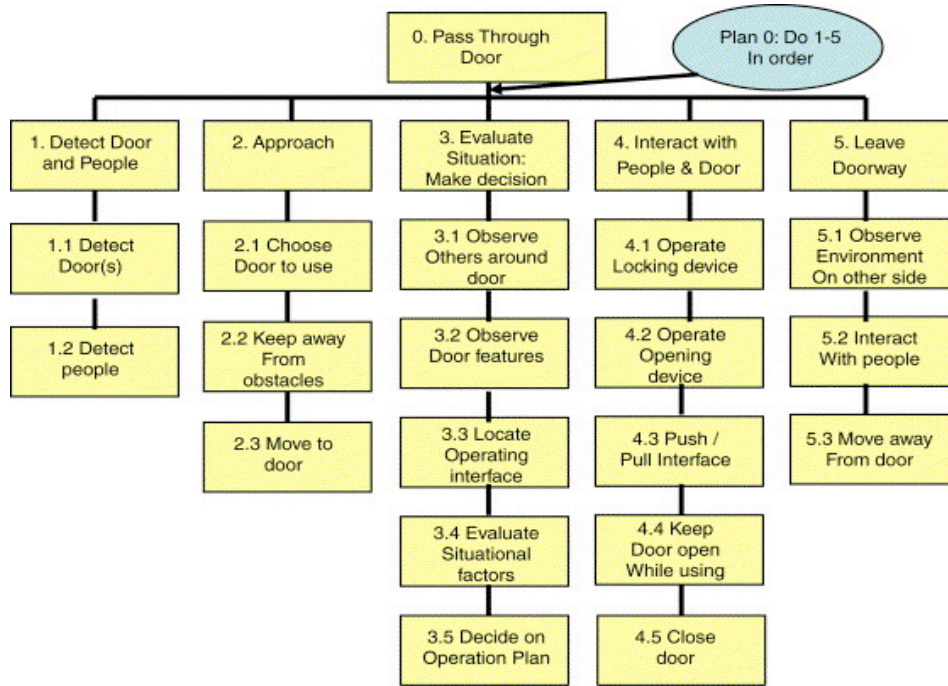 0. Pass Through
Door
Plan 0: Do 1-5
In order
1. Detect Door
and People
2. Approach
3. Evaluate
Situation:
Make decision
4. Interact with
People & Door
5. Leave
Doorway
1.1 Detect
Door(s)
1.2 Detect
people
2.1 Choose
Door to use
2.2 Keep away
From
obstacles
2.3 Move to
door
3.1 Observe
Others around
door
3.2 Observe
Door features
3.3 Locate
Operating
interface
3.4 Evaluate
Situational
factors
3.5 Decide on
Operation Plan
4.1 Operate
Locking device
4.2 Operate
Opening
device
4.3 Push /
Pull Interface
4.4 Keep
Door open
While using
4.5 Close
door
5.1 Observe
Environment
On other side
5.2 Interact
With people
5.3 Move away
From door